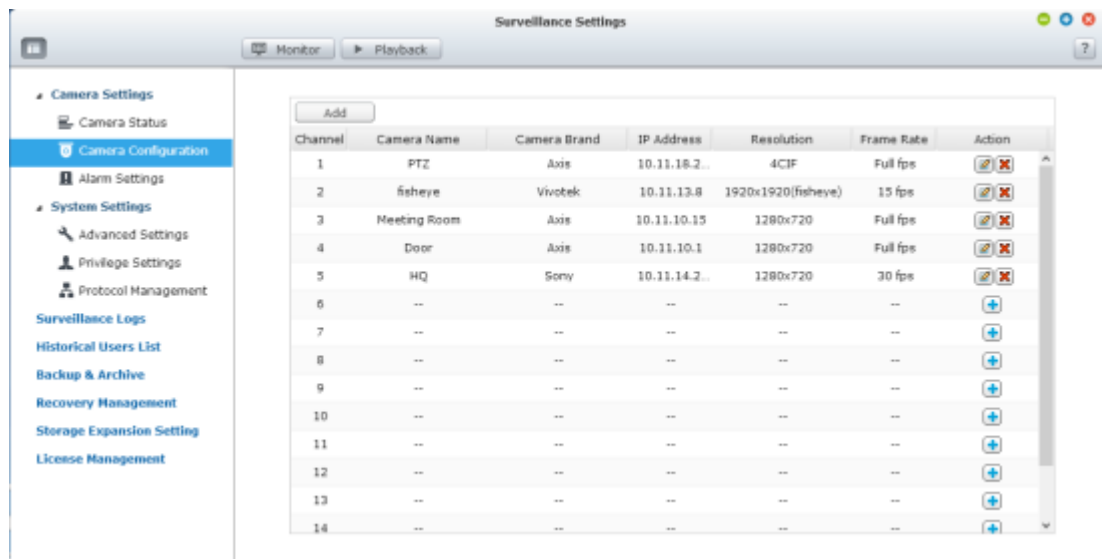 Surveillance Settings
Monitor Playback ?
Camera Settings
Camera Status
Camera Configuration
Alarm Settings
System Settings
Advanced Settings
Privilege Settings
Protocol Management
Surveillance Logs
Historical Users List
Backup & Archive
Recovery Management
Storage Expansion Setting
License Management
Add
Channel Camera Name Camera Brand IP Address Resolution Frame Rate Action
1 PTZ Axis 10.11.18.2... 4CIF Full fps
2 fisheye Vivotek 10.11.13.8 1920x1920(fisheye) 15 fps
3 Meeting Room Axis 10.11.10.15 1280x720 Full fps
4 Door Axis 10.11.10.1 1280x720 Full fps
5 HQ Sony 10.11.14.2... 1280x720 30 fps
6 -- -- -- -- --
7 -- -- -- -- --
8 -- -- -- -- --
9 -- -- -- -- --
10 -- -- -- -- --
11 -- -- -- -- --
12 -- -- -- -- --
13 -- -- -- -- --
14 -- -- -- -- --